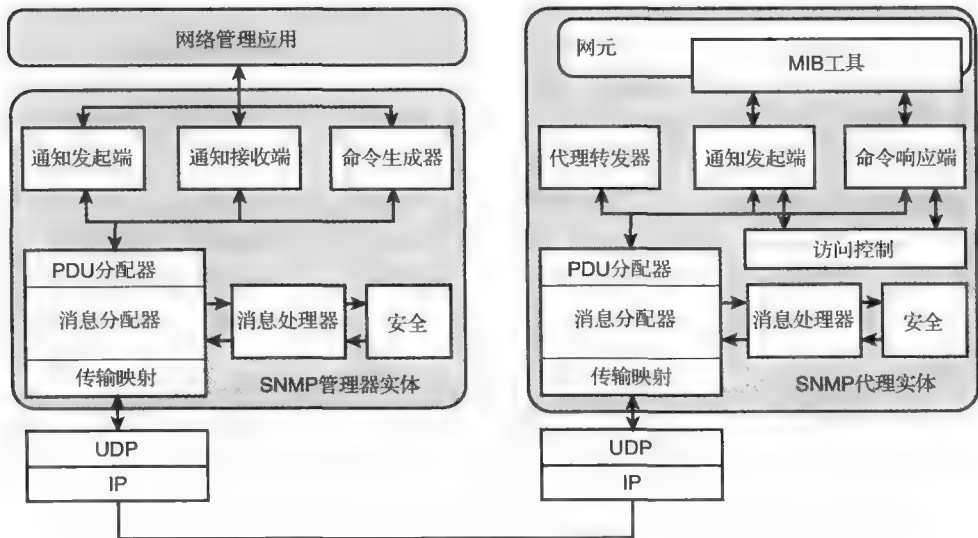 网络管理应用
通知发起端
通知接收端
命令生成器
PDU分配器
消息分配器
消息处理器
安全
传输映射
SNMP管理器实体
UDP
IP
网元
MIB工具
代理转发器
通知发起端
命令响应端
访问控制
PDU分配器
消息分配器
消息处理器
安全
传输映射
SNMP代理实体
UDP
IP